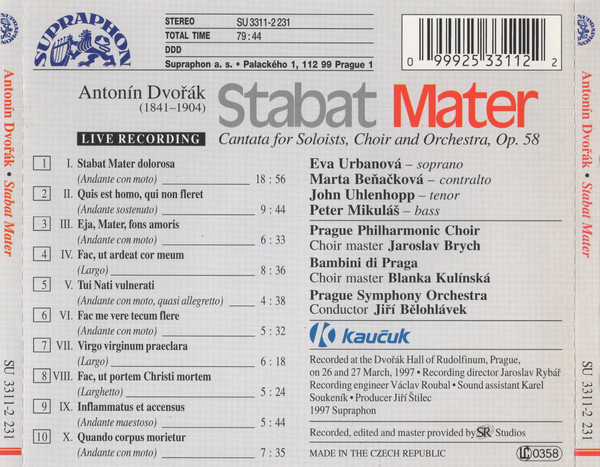 SUPRAPHON
STEREO SU 3311-2 231
TOTAL TIME 79 : 44
DDD
Supraphon a. s. • Palackého 1, 112 99 Prague 1
0 99925 33112 2
Antonín Dvořák
(1841–1904)
Stabat Mater
LIVE RECORDING
Cantata for Soloists, Choir and Orchestra, Op. 58
1 I. Stabat Mater dolorosa
(Andante con moto) 18 : 56
2 II. Quis est homo, qui non fleret
(Andante sostenuto) 9 : 44
3 III. Eja, Mater, fons amoris
(Andante con moto) 6 : 33
4 IV. Fac, ut ardeat cor meum
(Largo) 8 : 36
5 V. Tui Nati vulnerati
(Andante con moto, quasi allegretto) 4 : 38
6 VI. Fac me vere tecum flere
(Andante con moto) 5 : 32
7 VII. Virgo virginum praeclara
(Largo) 6 : 18
8 VIII. Fac, ut portem Christi mortem
(Larghetto) 5 : 24
9 IX. Inflammatus et accensus
(Andante maestoso) 5 : 44
10 X. Quando corpus morietur
(Andante con moto) 7 : 35
Eva Urbanová – soprano
Marta Beňačková – contralto
John Uhlenhopp – tenor
Peter Mikuláš – bass
Prague Philharmonic Choir
Choir master Jaroslav Brych
Bambini di Praga
Choir master Blanka Kulínská
Prague Symphony Orchestra
Conductor Jiří Bělohlávek
K kaučuk
Recorded at the Dvořák Hall of Rudolfinum, Prague,
on 26 and 27 March, 1997 • Recording director Jaroslav Rybář
Recording engineer Václav Roubal • Sound assistant Karel
Soukeník • Producer Jiří Štilec
1997 Supraphon
Recorded, edited and master provided by SR Studios
MADE IN THE CZECH REPUBLIC
LC 0358
SUPRAPHON
Antonín Dvořák • Stabat Mater
SU 3311-2 231
SUPRAPHON
Antonín Dvořák • Stabat Mater
SU 3311-2 231